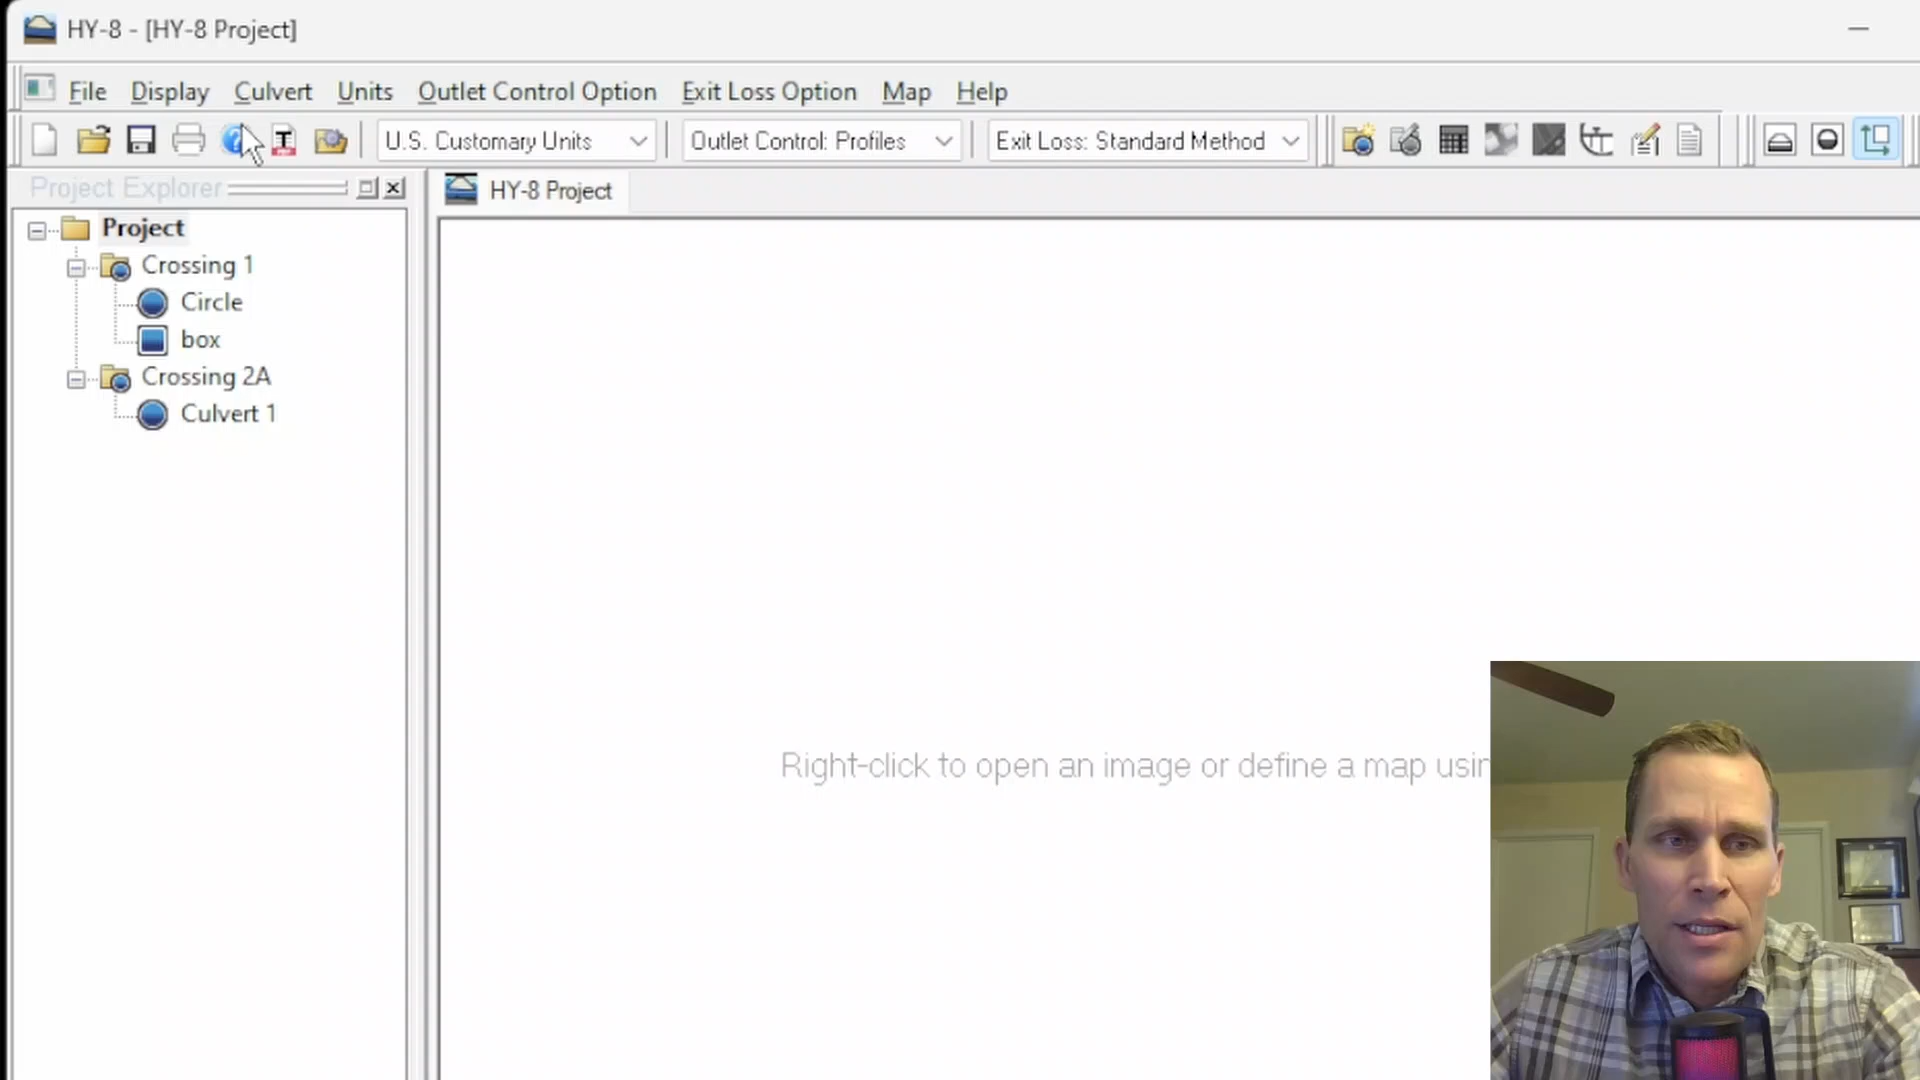 HY-8 - [HY-8 Project]
File Display Culvert Units Outlet Control Option Exit Loss Option Map Help
U.S. Customary Units Outlet Control: Profiles Exit Loss: Standard Method
Project Explorer
HY-8 Project
Project
Crossing 1
Circle
box
Crossing 2A
Culvert 1
Right-click to open an image or define a map usin